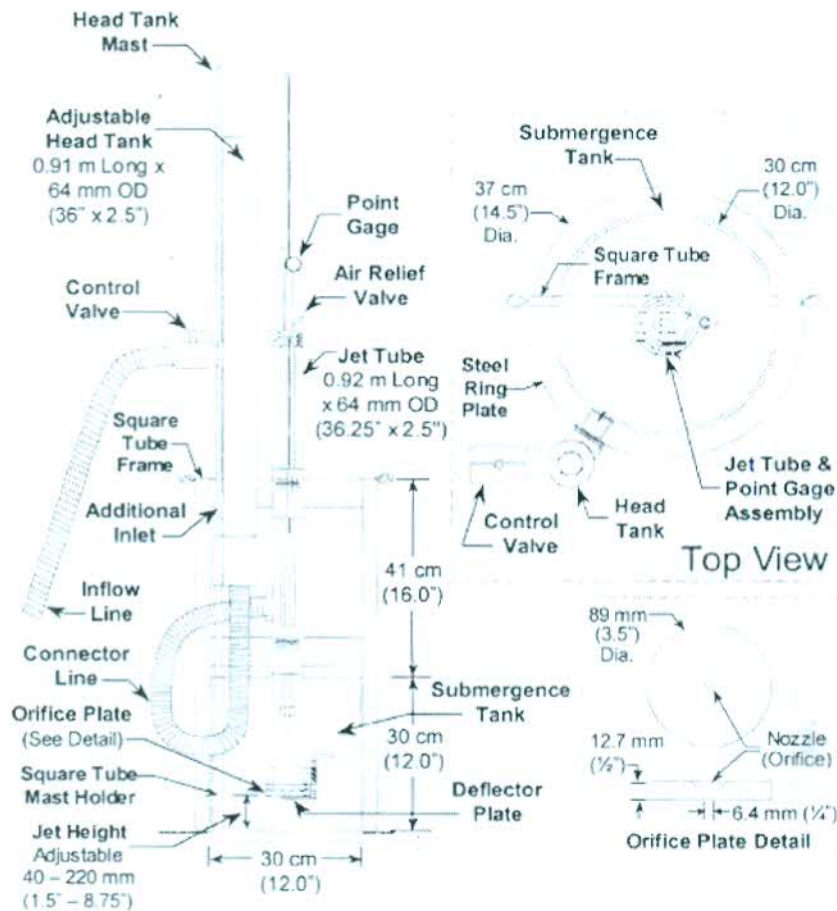 Head Tank
Mast
Adjustable
Head Tank
0.91 m Long x
64 mm OD
(36" x 2.5")
Point
Gage
Air Relief
Valve
Control
Valve
Jet Tube
0.92 m Long
x 64 mm OD
(36.25" x 2.5")
Square
Tube
Frame
Additional
Inlet
41 cm
(16.0")
Inflow
Line
Connector
Line
Submergence
Tank
Orifice Plate
(See Detail)
30 cm
(12.0")
Square Tube
Mast Holder
Deflector
Plate
Jet Height
Adjustable
40 – 220 mm
(1.5" – 8.75")
30 cm
(12.0")
Submergence
Tank
37 cm
(14.5")
Dia.
30 cm
(12.0")
Dia.
Square Tube
Frame
Steel
Ring
Plate
Control
Valve
Head
Tank
Jet Tube &
Point Gage
Assembly
Top View
89 mm
(3.5")
Dia.
12.7 mm
(½")
Nozzle
(Orifice)
6.4 mm (¼")
Orifice Plate Detail